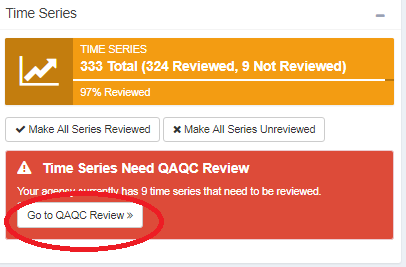 Time Series
TIME SERIES
333 Total (324 Reviewed, 9 Not Reviewed)
97% Reviewed
✔ Make All Series Reviewed ✖ Make All Series Unreviewed
Time Series Need QAQC Review
Your agency currently has 9 time series that need to be reviewed.
Go to QAQC Review »